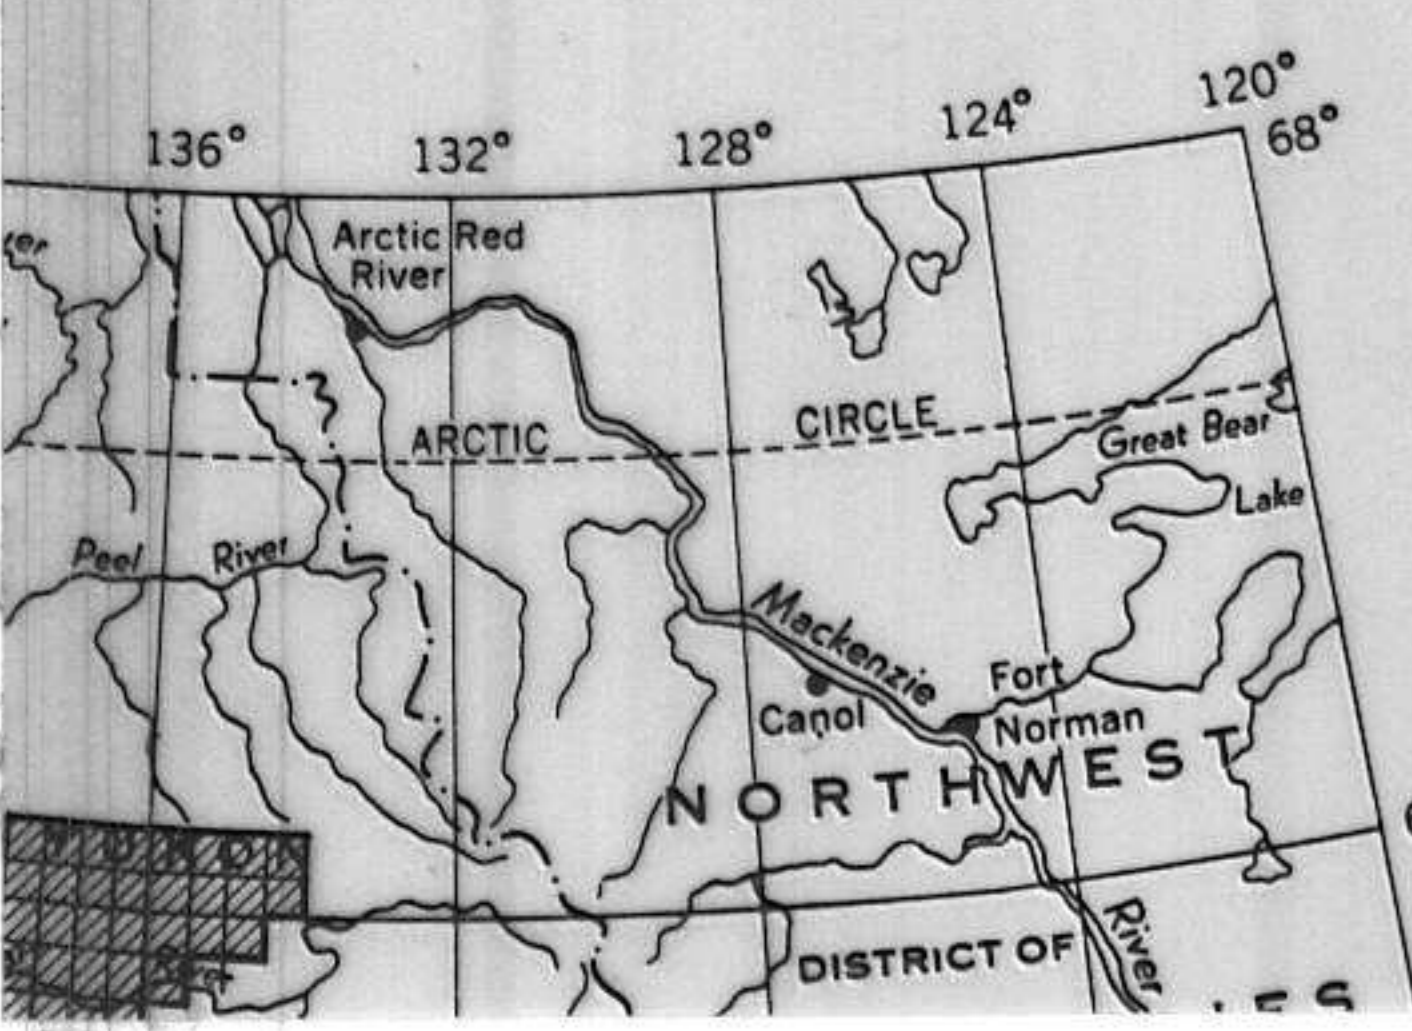 120°
124°
68°
136°
132°
128°
Arctic Red
River
CIRCLE
ARCTIC
Great Bear
Lake
Peel River
Mackenzie
Fort
Norman
Canol
NORTHWEST
DISTRICT OF
River